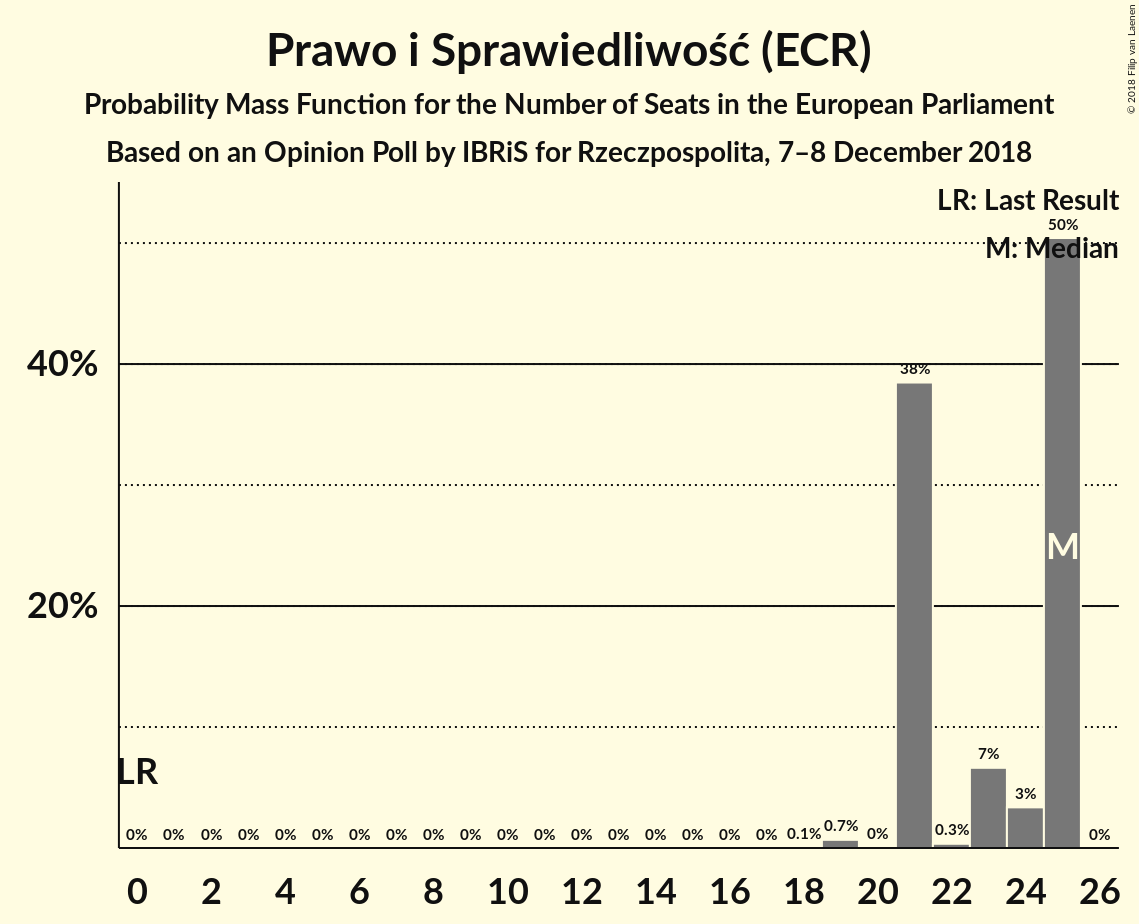 Prawo i Sprawiedliwość (ECR)
Probability Mass Function for the Number of Seats in the European Parliament
Based on an Opinion Poll by IBRiS for Rzeczpospolita, 7–8 December 2018
© 2018 Filip van Laenen
LR: Last Result
50%
M: Median
40%
38%
M
20%
7%
LR
3%
0% 0% 0% 0% 0% 0% 0% 0% 0% 0% 0% 0% 0% 0% 0% 0% 0% 0% 0.1% 0.7% 0% 0.3% 0%
0 2 4 6 8 10 12 14 16 18 20 22 24 26